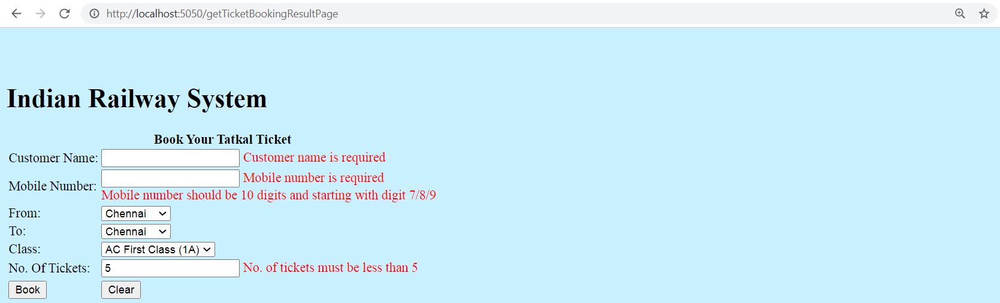 http://localhost:5050/getTicketBookingResultPage
Indian Railway System
Book Your Tatkal Ticket
Customer Name: Customer name is required
Mobile Number: Mobile number is required
Mobile number should be 10 digits and starting with digit 7/8/9
From: Chennai
To: Chennai
Class: AC First Class (1A)
No. Of Tickets: 5 No. of tickets must be less than 5
Book Clear